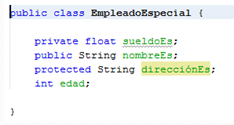 public class EmpleadoEspecial {
private float sueldoEs;
public String nombreEs;
protected String direcciónEs;
int edad;
}